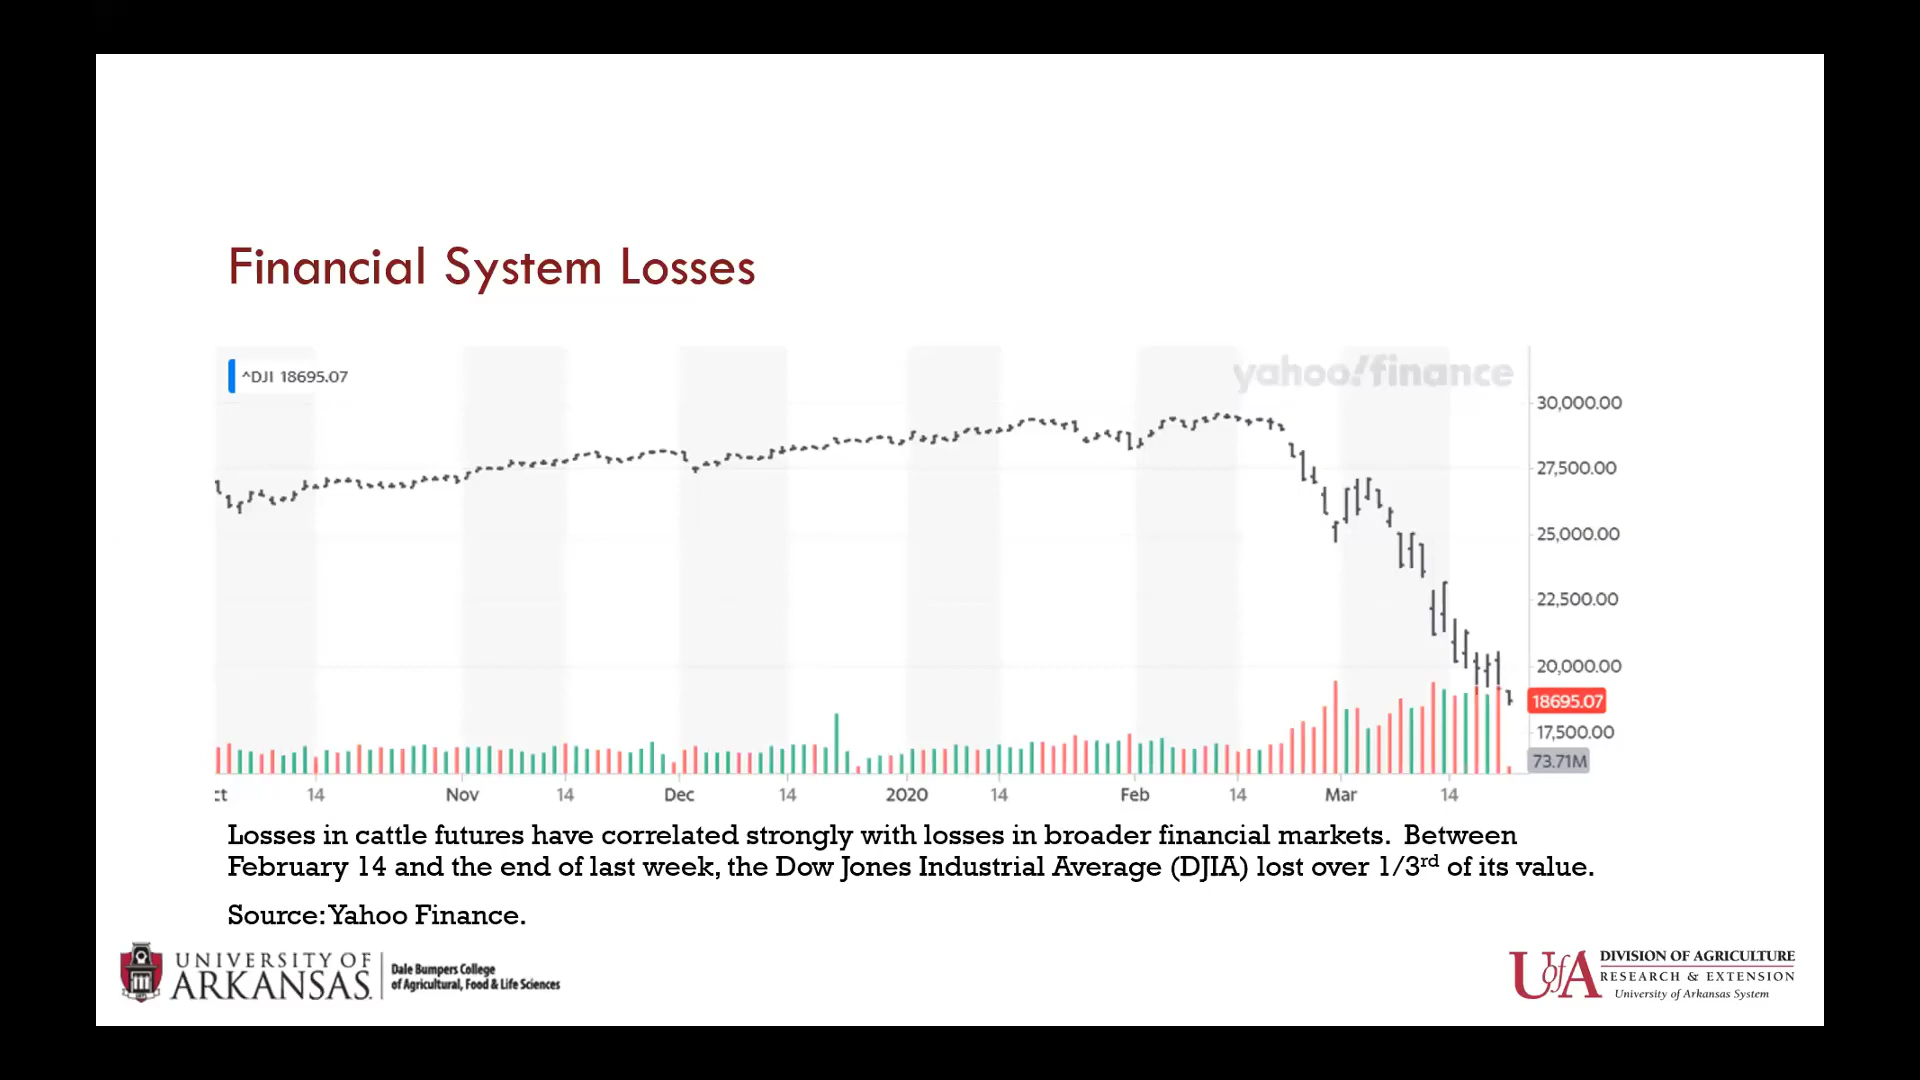 Financial System Losses
^DJI 18695.07
yahoo!finance
30,000.00
27,500.00
25,000.00
22,500.00
20,000.00
18695.07
17,500.00
73.71M
ct 14 Nov 14 Dec 14 2020 14 Feb 14 Mar 14
Losses in cattle futures have correlated strongly with losses in broader financial markets. Between
February 14 and the end of last week, the Dow Jones Industrial Average (DJIA) lost over 1/3rd of its value.
Source: Yahoo Finance.
UNIVERSITY OF
ARKANSAS
Dale Bumpers College
of Agricultural, Food & Life Sciences
UofA
DIVISION OF AGRICULTURE
RESEARCH & EXTENSION
University of Arkansas System